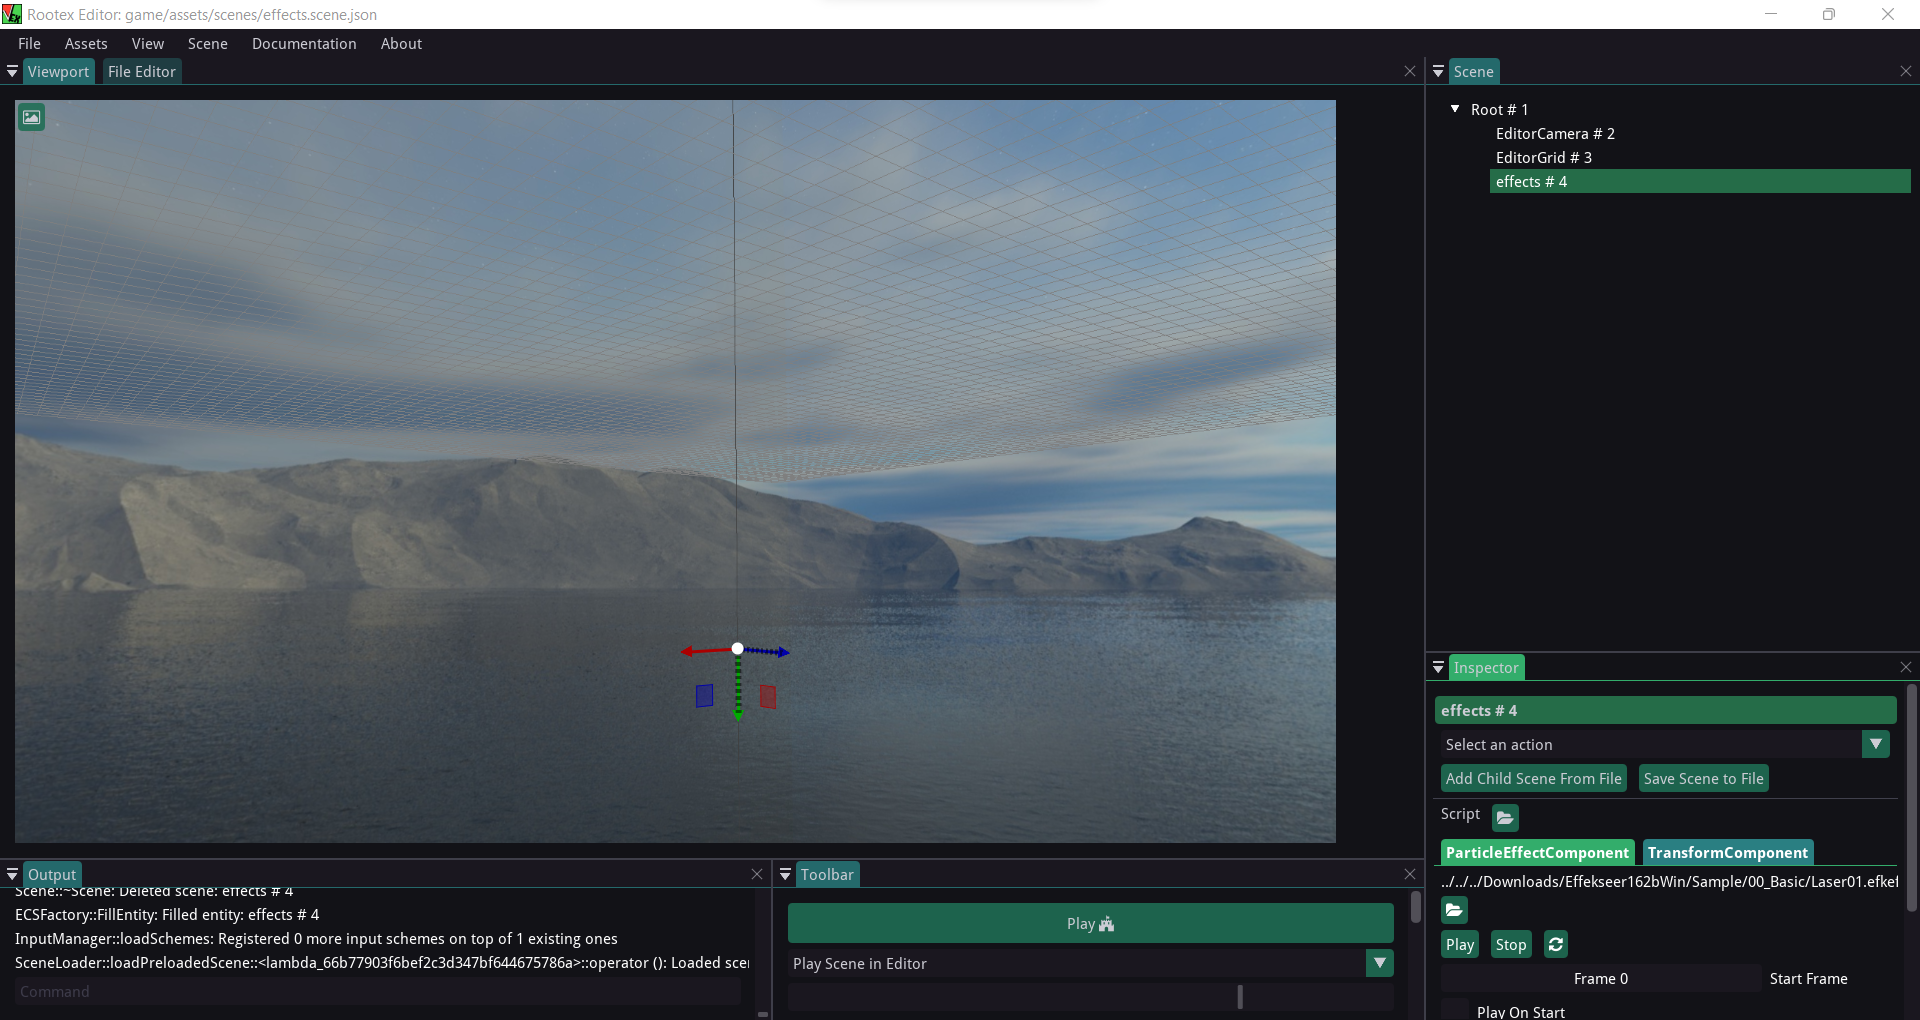 Rootex Editor: game/assets/scenes/effects.scene.json
File Assets View Scene Documentation About
Viewport File Editor
Scene
Root # 1
EditorCamera # 2
EditorGrid # 3
effects # 4
Inspector
effects # 4
Select an action
Add Child Scene From File Save Scene to File
Script
ParticleEffectComponent TransformComponent
../../../Downloads/Effekseer162bWin/Sample/00_Basic/Laser01.efkef
Play Stop
Frame 0 Start Frame
Play On Start
Output
Scene::~Scene: Deleted scene: effects # 4
ECSFactory::FillEntity: Filled entity: effects # 4
InputManager::loadSchemes: Registered 0 more input schemes on top of 1 existing ones
SceneLoader::loadPreloadedScene::<lambda_66b77903f6bef2c3d347bf644675786a>::operator (): Loaded scen
Command
Toolbar
Play
Play Scene in Editor